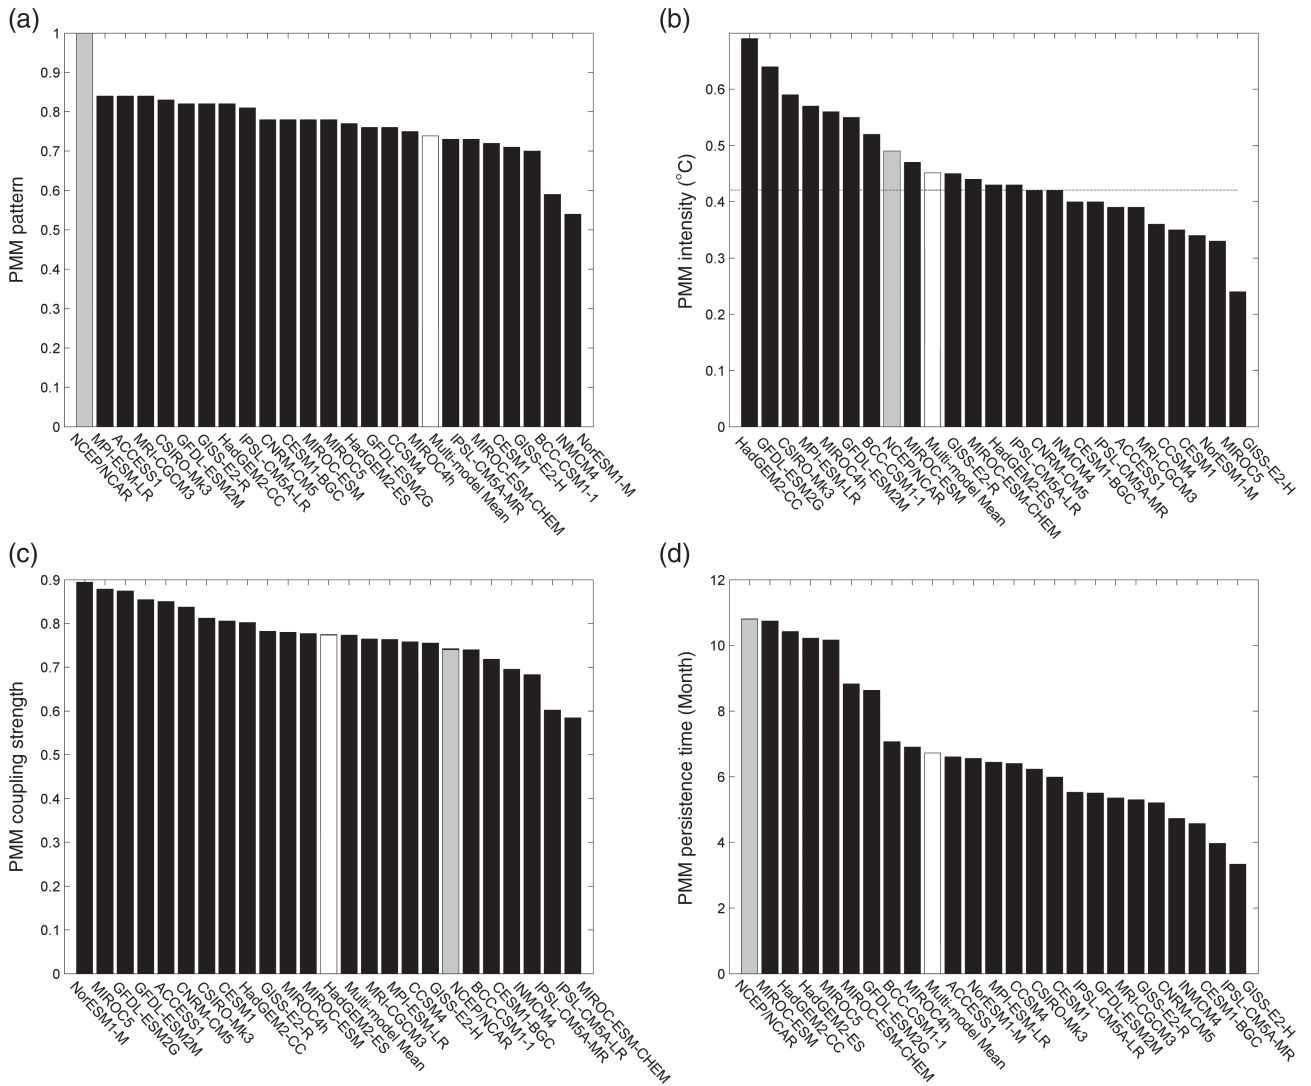 (a)
PMM pattern
1
0.9
0.8
0.7
0.6
0.5
0.4
0.3
0.2
0.1
0
NCEP/NCAR
MPI-ESM-LR
ACCESS1
MRI-CGCM3
CSIRO-Mk3
GFDL-ESM2M
GISS-E2-R
HadGEM2-CC
IPSL-CM5A-LR
CNRM-CM5
CESM1-BGC
MIROC-ESM
MIROC5
HadGEM2-ES
GFDL-ESM2G
CCSM4
MIROC4h
Multi-model Mean
IPSL-CM5A-MR
MIROC-ESM-CHEM
CESM1
GISS-E2-H
BCC-CSM1-1
INMCM4
NorESM1-M
(b)
PMM intensity (°C)
0.6
0.5
0.4
0.3
0.2
0.1
0
HadGEM2-CC
GFDL-ESM2G
CSIRO-Mk3
MPI-ESM-LR
MIROC4h
GFDL-ESM2M
BCC-CSM1-1
NCEP/NCAR
MIROC-ESM
Multi-model Mean
GISS-E2-R
MIROC-ESM-CHEM
HadGEM2-ES
IPSL-CM5A-LR
CNRM-CM5
INMCM4
CESM1-BGC
IPSL-CM5A-MR
ACCESS1
MRI-CGCM3
CCSM4
CESM1
NorESM1-M
MIROC5
GISS-E2-H
(c)
PMM coupling strength
0.9
0.8
0.7
0.6
0.5
0.4
0.3
0.2
0.1
0
NorESM1-M
MIROC5
GFDL-ESM2G
GFDL-ESM2M
ACCESS1
CNRM-CM5
CSIRO-Mk3
CESM1
HadGEM2-CC
GISS-E2-R
MIROC4h
MIROC-ESM
HadGEM2-ES
Multi-model Mean
MRI-CGCM3
MPI-ESM-LR
CCSM4
GISS-E2-H
NCEP/NCAR
BCC-CSM1-1
CESM1-BGC
INMCM4
IPSL-CM5A-MR
IPSL-CM5A-LR
MIROC-ESM-CHEM
(d)
PMM persistence time (Month)
12
10
8
6
4
2
0
NCEP/NCAR
MIROC-ESM
HadGEM2-CC
HadGEM2-ES
MIROC5
GFDL-ESM2G
MIROC-ESM-CHEM
BCC-CSM1-1
MIROC4h
Multi-model Mean
ACCESS1
NorESM1-M
MPI-ESM-LR
CCSM4
CSIRO-Mk3
CESM1
IPSL-CM5A-LR
GFDL-ESM2M
MRI-CGCM3
GISS-E2-R
CNRM-CM5
INMCM4
CESM1-BGC
IPSL-CM5A-MR
GISS-E2-H